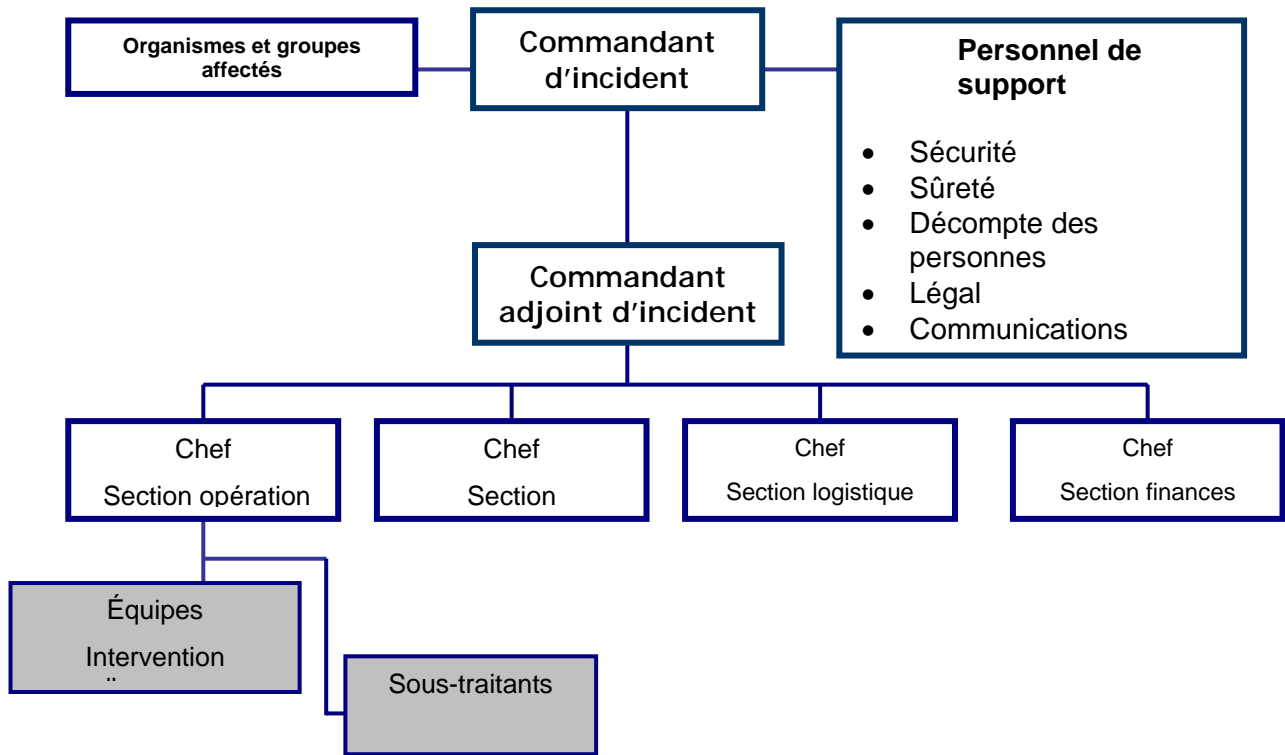 Organismes et groupes
affectés
Commandant
d’incident
Personnel de
support
• Sécurité
• Sûreté
• Décompte des
personnes
• Légal
• Communications
Commandant
adjoint d’incident
Chef
Section opération
Chef
Section
Chef
Section logistique
Chef
Section finances
Équipes
Intervention
Sous-traitants